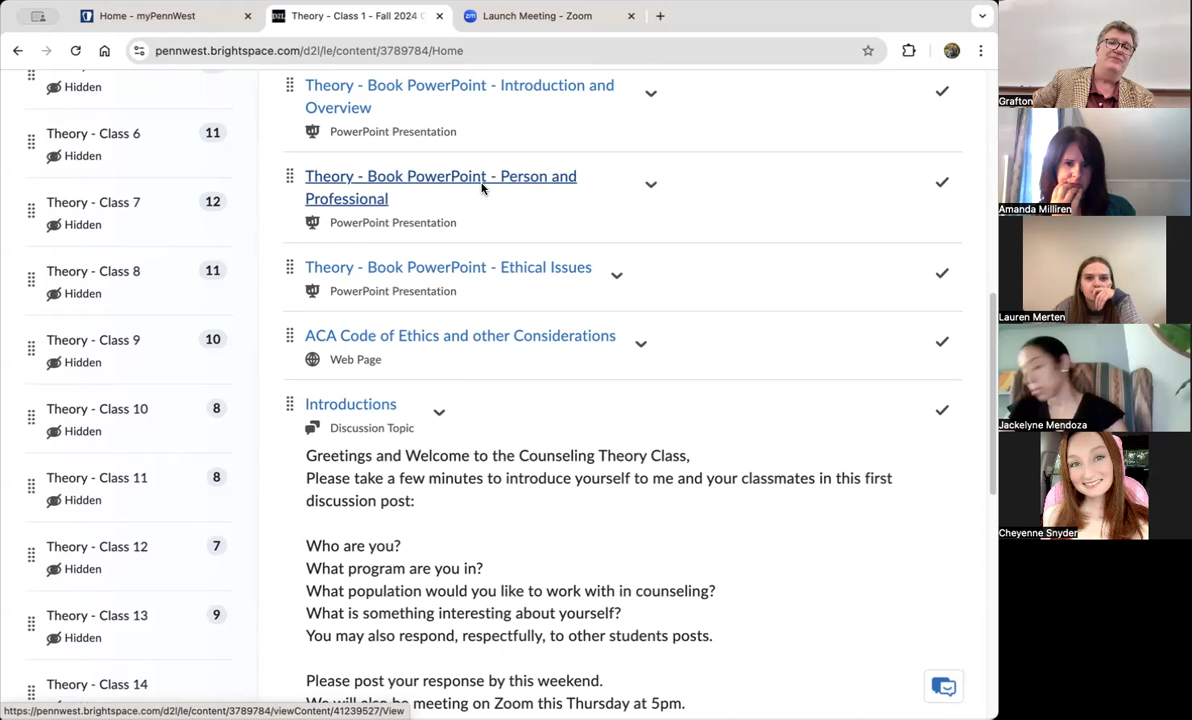 Home - myPennWest
Theory - Class 1 - Fall 2024
Launch Meeting - Zoom
pennwest.brightspace.com/d2l/le/content/3789784/Home
Hidden
Theory - Class 6
11
Hidden
Theory - Class 7
12
Hidden
Theory - Class 8
11
Hidden
Theory - Class 9
10
Hidden
Theory - Class 10
8
Hidden
Theory - Class 11
8
Hidden
Theory - Class 12
7
Hidden
Theory - Class 13
9
Hidden
Theory - Class 14
Theory - Book PowerPoint - Introduction and
Overview
PowerPoint Presentation
Theory - Book PowerPoint - Person and
Professional
PowerPoint Presentation
Theory - Book PowerPoint - Ethical Issues
PowerPoint Presentation
ACA Code of Ethics and other Considerations
Web Page
Introductions
Discussion Topic
Greetings and Welcome to the Counseling Theory Class,
Please take a few minutes to introduce yourself to me and your classmates in this first
discussion post:
Who are you?
What program are you in?
What population would you like to work with in counseling?
What is something interesting about yourself?
You may also respond, respectfully, to other students posts.
Please post your response by this weekend.
We will also be meeting on Zoom this Thursday at 5pm.
https://pennwest.brightspace.com/d2l/le/content/3789784/viewContent/41239527/View
Grafton
Amanda Milliren
Lauren Merten
Jackelyne Mendoza
Cheyenne Snyder